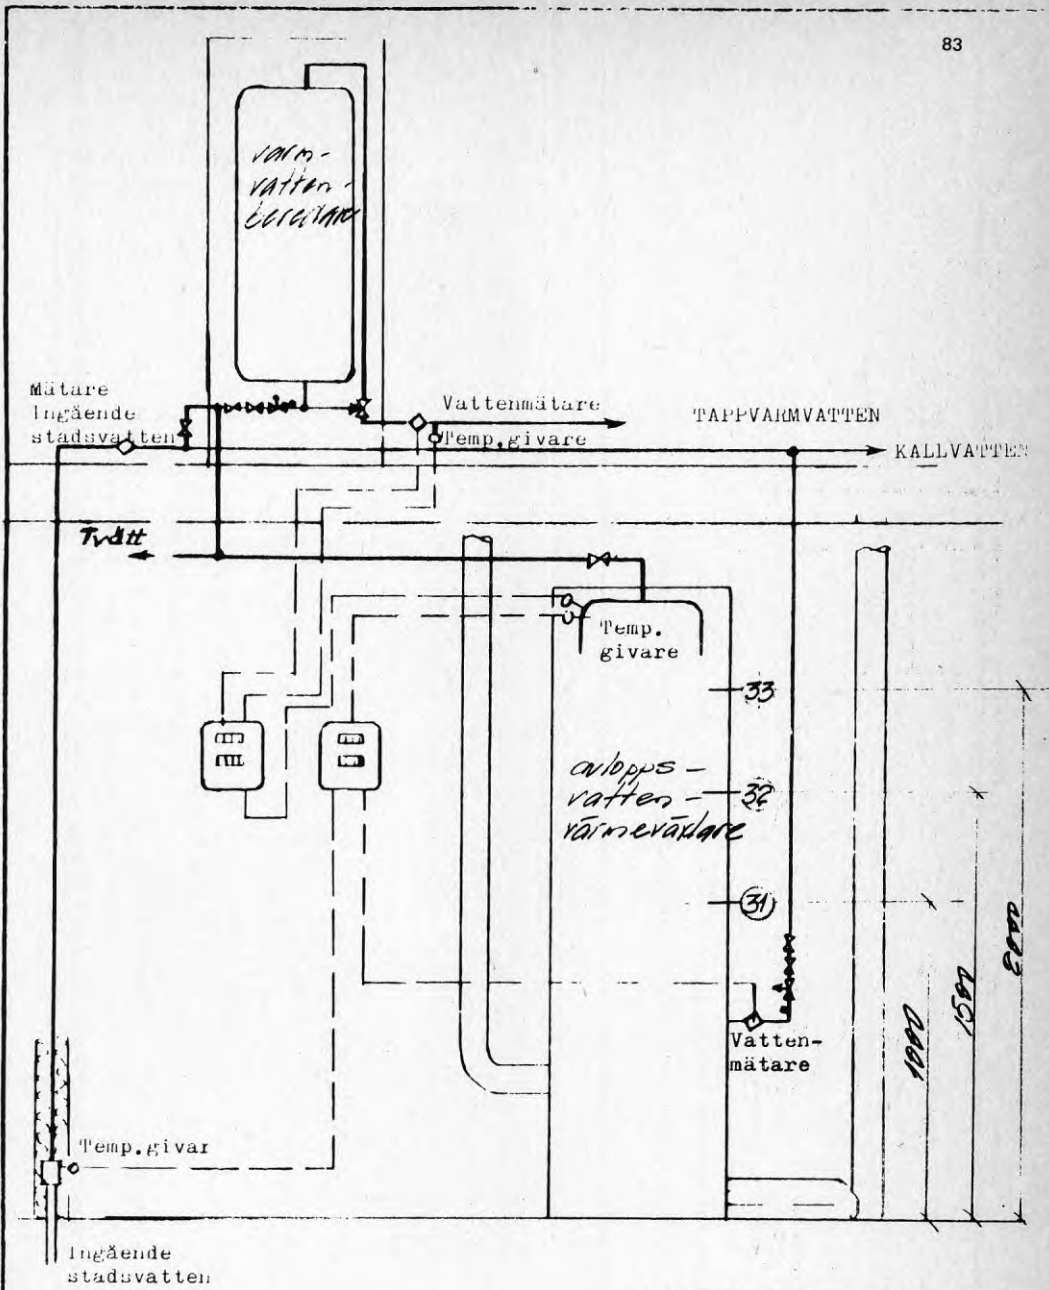 83
varm-
vatten-
beredare
Mätare
Ingående
stadsvatten
Vattenmätare
Temp.givare
TAPPVARMVATTEN
KALLVATTEN
Tvätt
Temp.
givare
33
avlopps-
vatten-
värmeväxlare
32
31
1000
1500
2000
Vatten-
mätare
Temp.givar
Ingående
stadsvatten